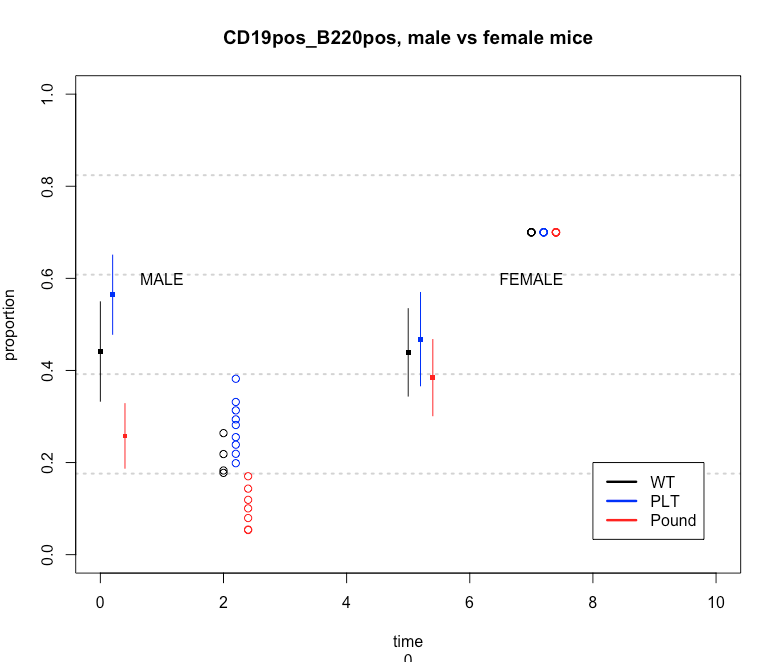 CD19pos_B220pos, male vs female mice
proportion
1.0
0.8
0.6
0.4
0.2
0.0
MALE
FEMALE
WT
PLT
Pound
0 2 4 6 8 10
time
0